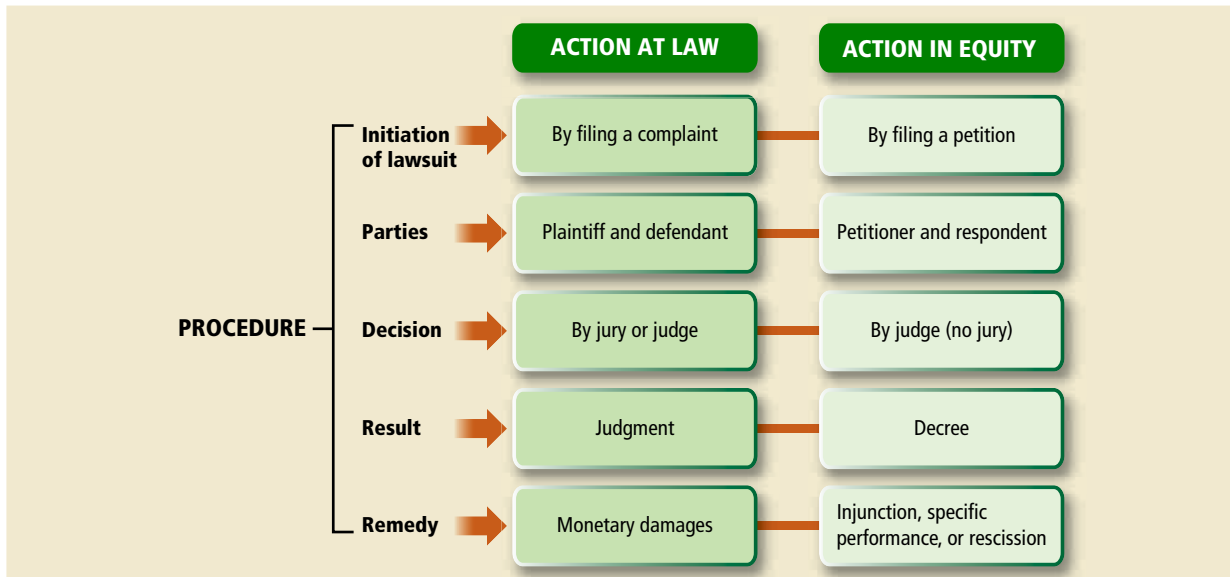 ACTION AT LAW
ACTION IN EQUITY
Initiation
of lawsuit
By filing a complaint
By filing a petition
Parties
Plaintiff and defendant
Petitioner and respondent
PROCEDURE
Decision
By jury or judge
By judge (no jury)
Result
Judgment
Decree
Remedy
Monetary damages
Injunction, specific
performance, or rescission